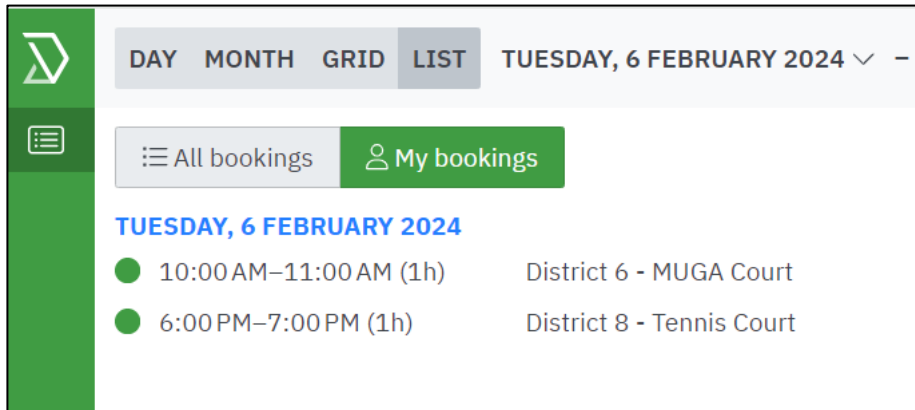 DAY MONTH GRID LIST TUESDAY, 6 FEBRUARY 2024 –
All bookings My bookings
TUESDAY, 6 FEBRUARY 2024
10:00 AM–11:00 AM (1h) District 6 - MUGA Court
6:00 PM–7:00 PM (1h) District 8 - Tennis Court